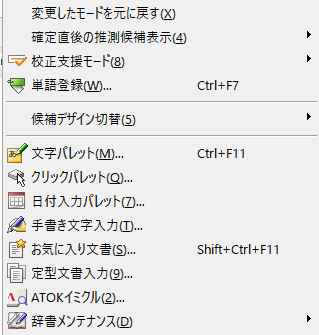 変更したモードを元に戻す(X)
確定直後の推測候補表示(4)
校正支援モード(8)
単語登録(W)... Ctrl+F7
候補デザイン切替(5)
文字パレット(M)... Ctrl+F11
クリックパレット(Q)...
日付入力パレット(7)...
手書き文字入力(T)...
お気に入り文書(S)... Shift+Ctrl+F11
定型文書入力(9)...
ATOKイミクル(2)...
辞書メンテナンス(D)